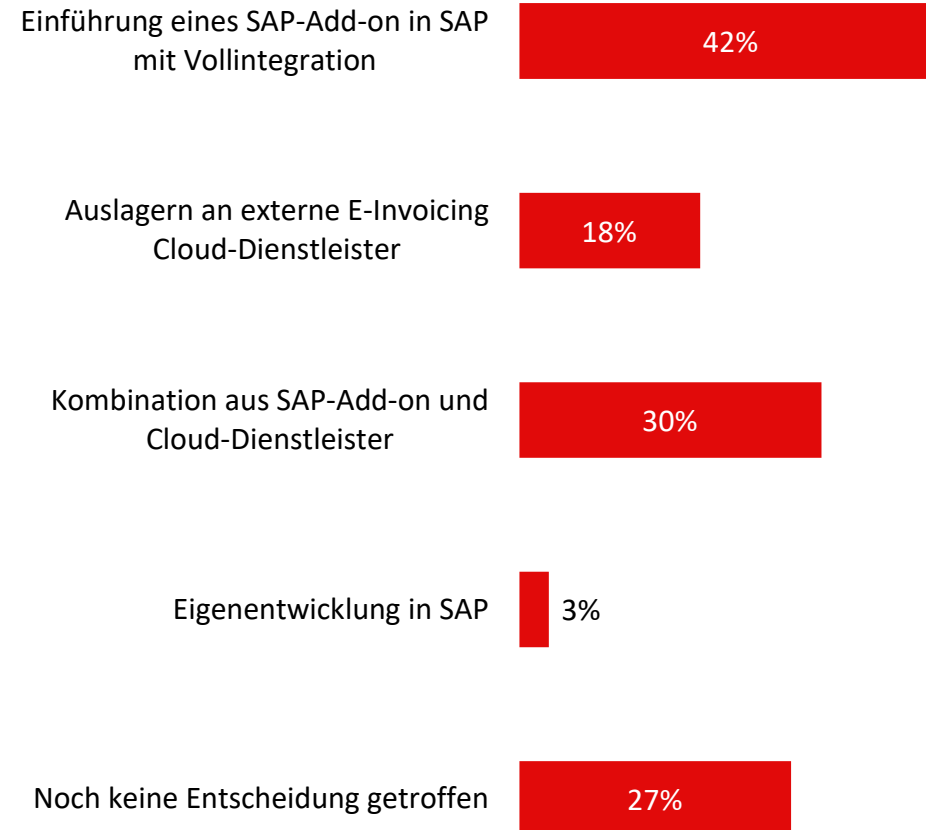 Einführung eines SAP-Add-on in SAP
mit Vollintegration
42%
Auslagern an externe E-Invoicing
Cloud-Dienstleister
18%
Kombination aus SAP-Add-on und
Cloud-Dienstleister
30%
Eigenentwicklung in SAP
3%
Noch keine Entscheidung getroffen
27%